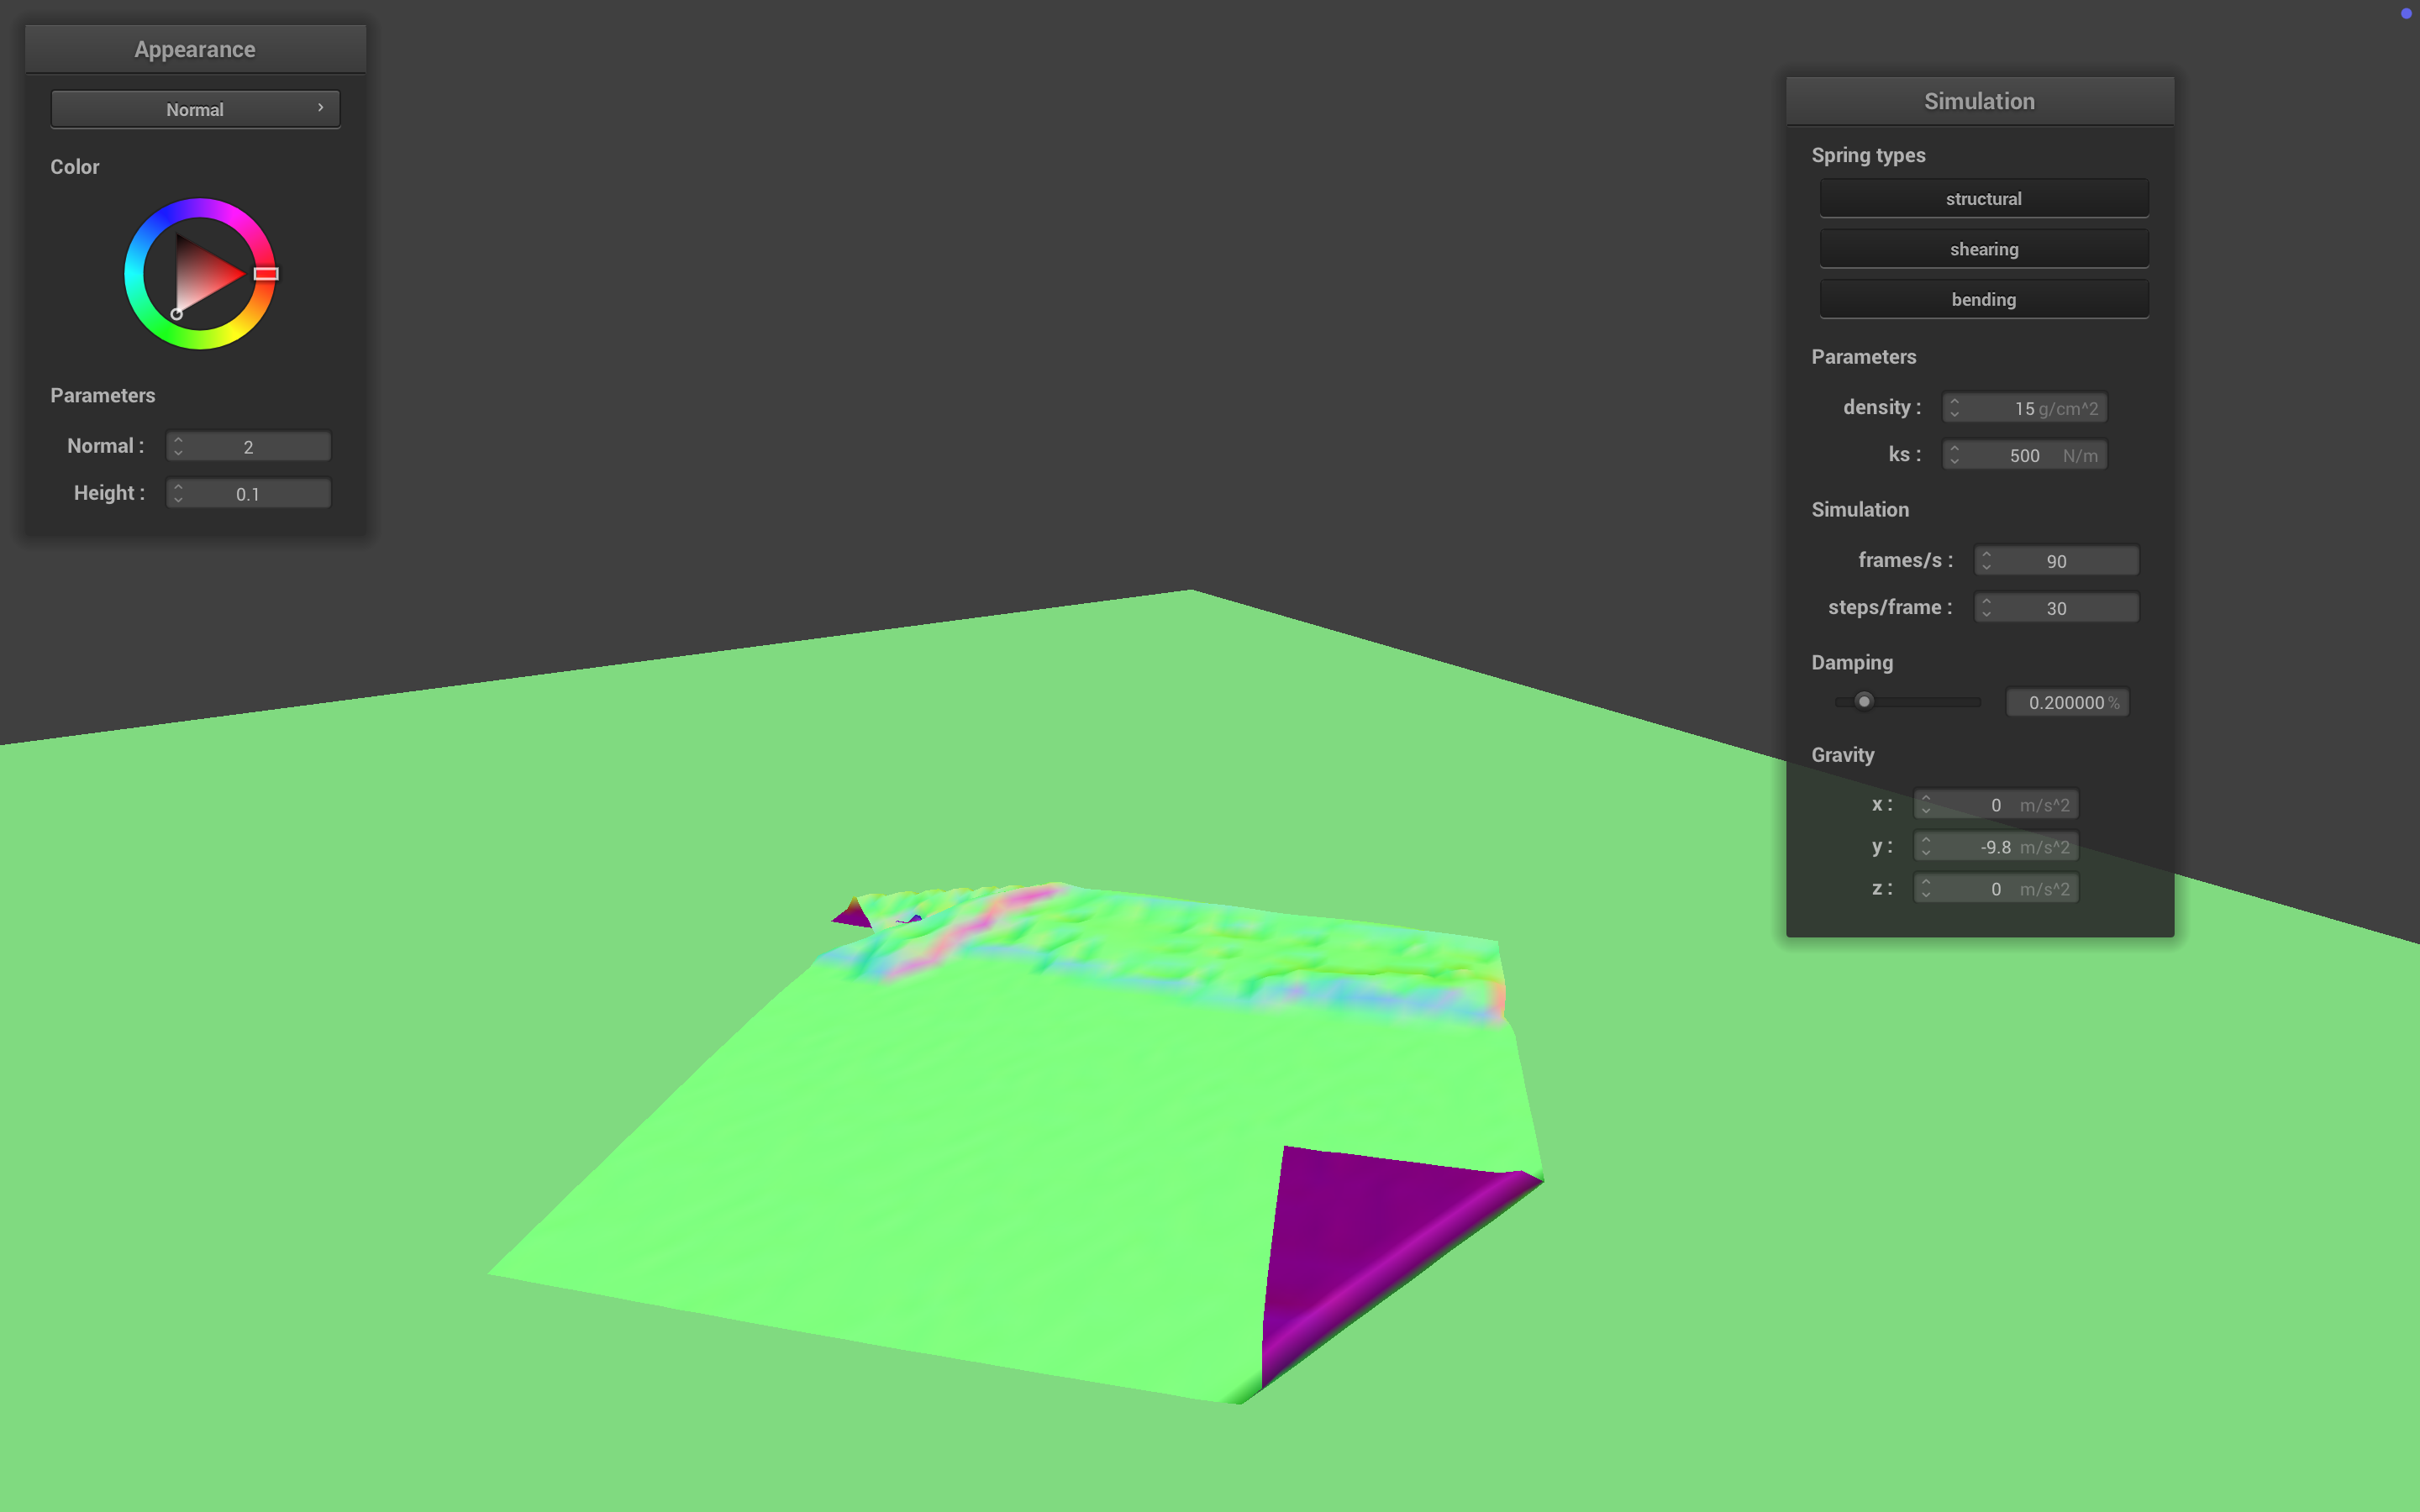 Appearance
Normal
Color
Parameters
Normal : 2
Height : 0.1
Simulation
Spring types
structural
shearing
bending
Parameters
density : 15 g/cm^2
ks : 500 N/m
Simulation
frames/s : 90
steps/frame : 30
Damping
0.200000 %
Gravity
x : 0 m/s^2
y : -9.8 m/s^2
z : 0 m/s^2